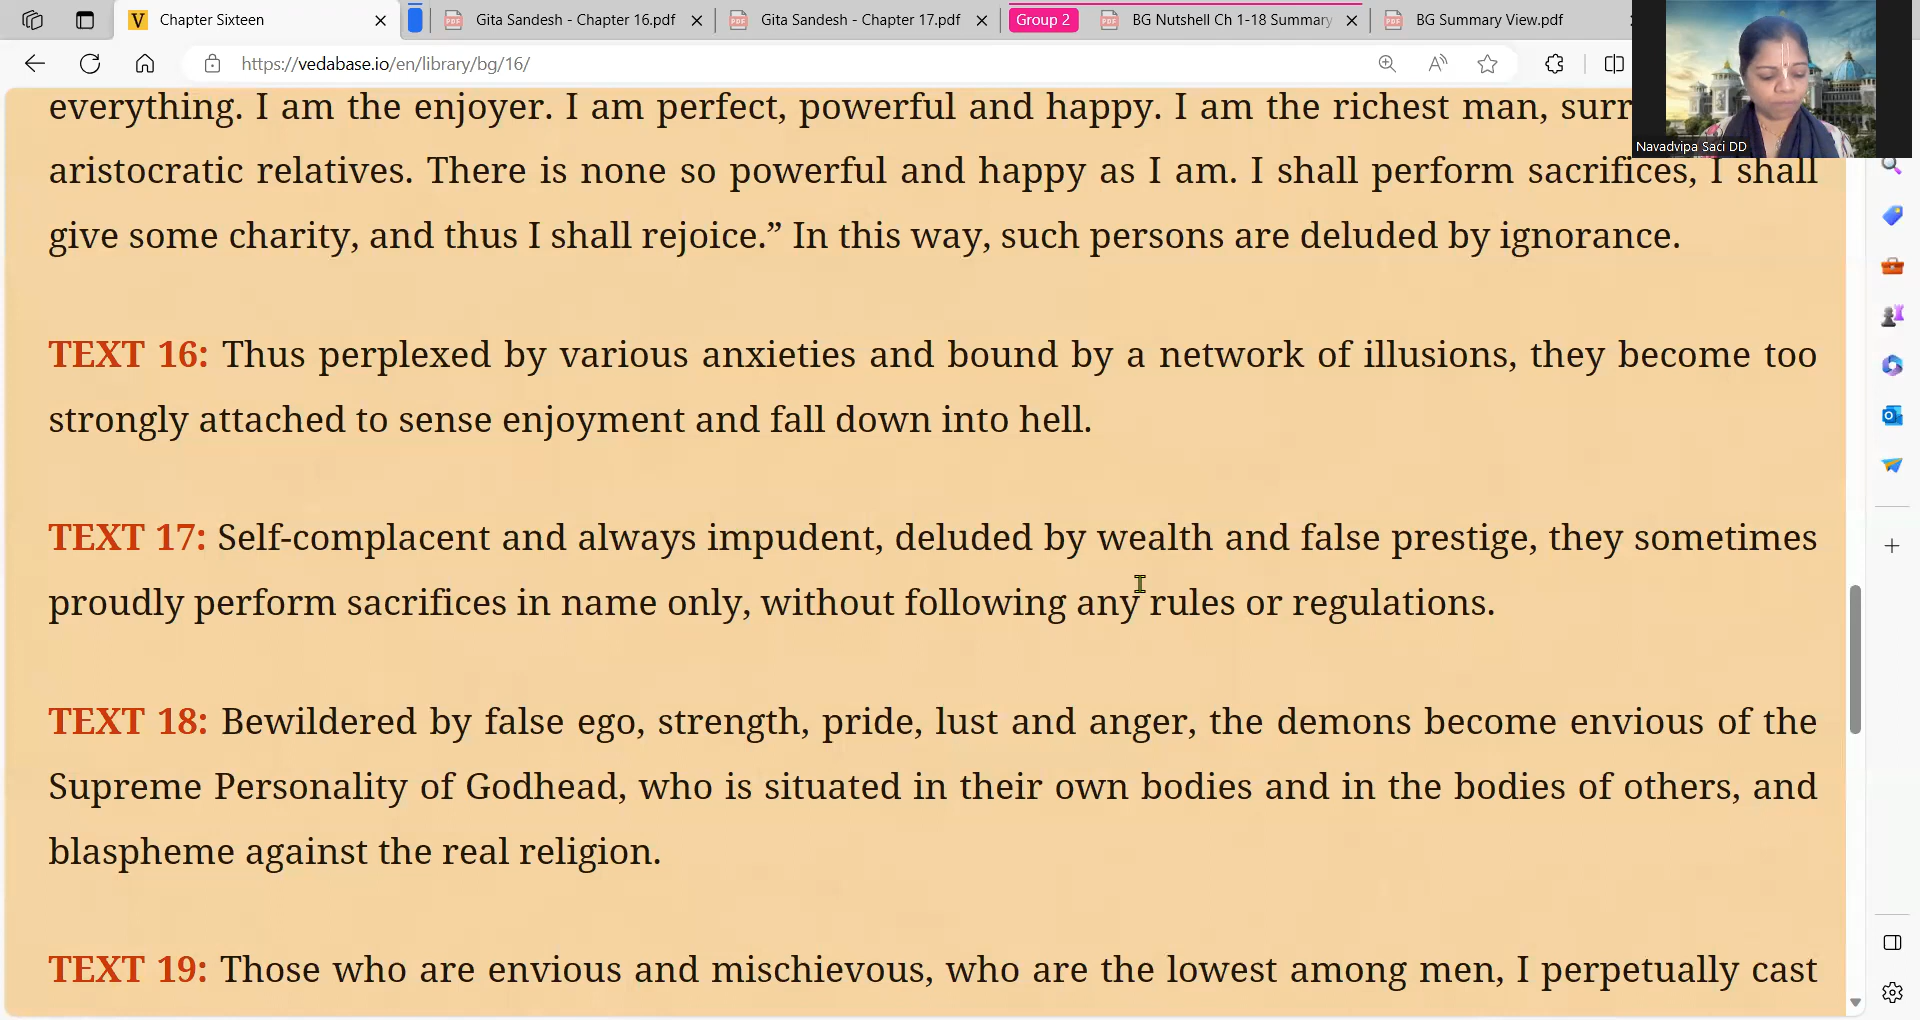 Chapter Sixteen
Gita Sandesh - Chapter 16.pdf
Gita Sandesh - Chapter 17.pdf
Group 2
BG Nutshell Ch 1-18 Summary
BG Summary View.pdf
https://vedabase.io/en/library/bg/16/
Navadvipa Saci DD
everything. I am the enjoyer. I am perfect, powerful and happy. I am the richest man, surr
aristocratic relatives. There is none so powerful and happy as I am. I shall perform sacrifices, I shall
give some charity, and thus I shall rejoice.” In this way, such persons are deluded by ignorance.
TEXT 16: Thus perplexed by various anxieties and bound by a network of illusions, they become too
strongly attached to sense enjoyment and fall down into hell.
TEXT 17: Self-complacent and always impudent, deluded by wealth and false prestige, they sometimes
proudly perform sacrifices in name only, without following any rules or regulations.
TEXT 18: Bewildered by false ego, strength, pride, lust and anger, the demons become envious of the
Supreme Personality of Godhead, who is situated in their own bodies and in the bodies of others, and
blaspheme against the real religion.
TEXT 19: Those who are envious and mischievous, who are the lowest among men, I perpetually cast